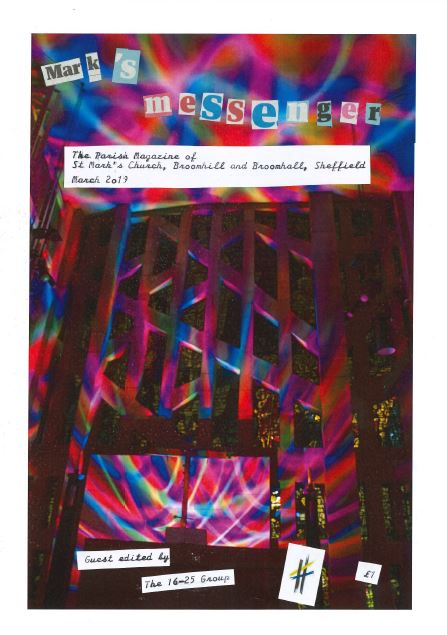 Mark's
messenger
The Parish Magazine of
St Mark's Church, Broomhill and Broomhall, Sheffield
March 2019
Guest edited by
The 16-25 Group
£1